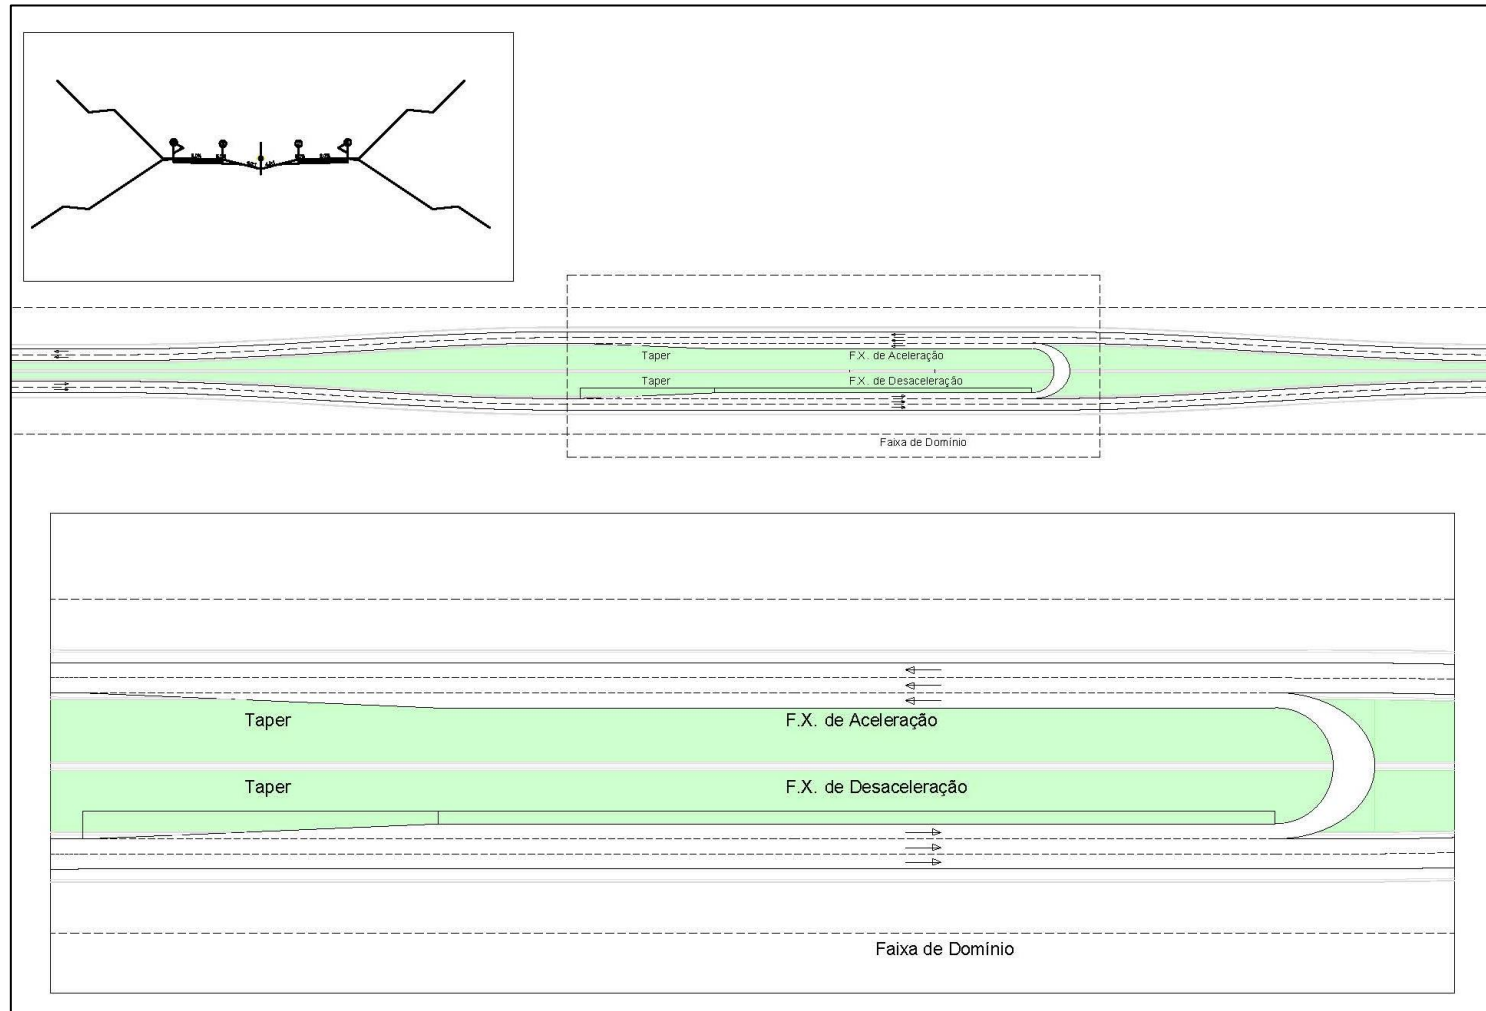 Taper
F.X. de Aceleração
Taper
F.X. de Desaceleração
Faixa de Domínio
Taper
F.X. de Aceleração
Taper
F.X. de Desaceleração
Faixa de Domínio